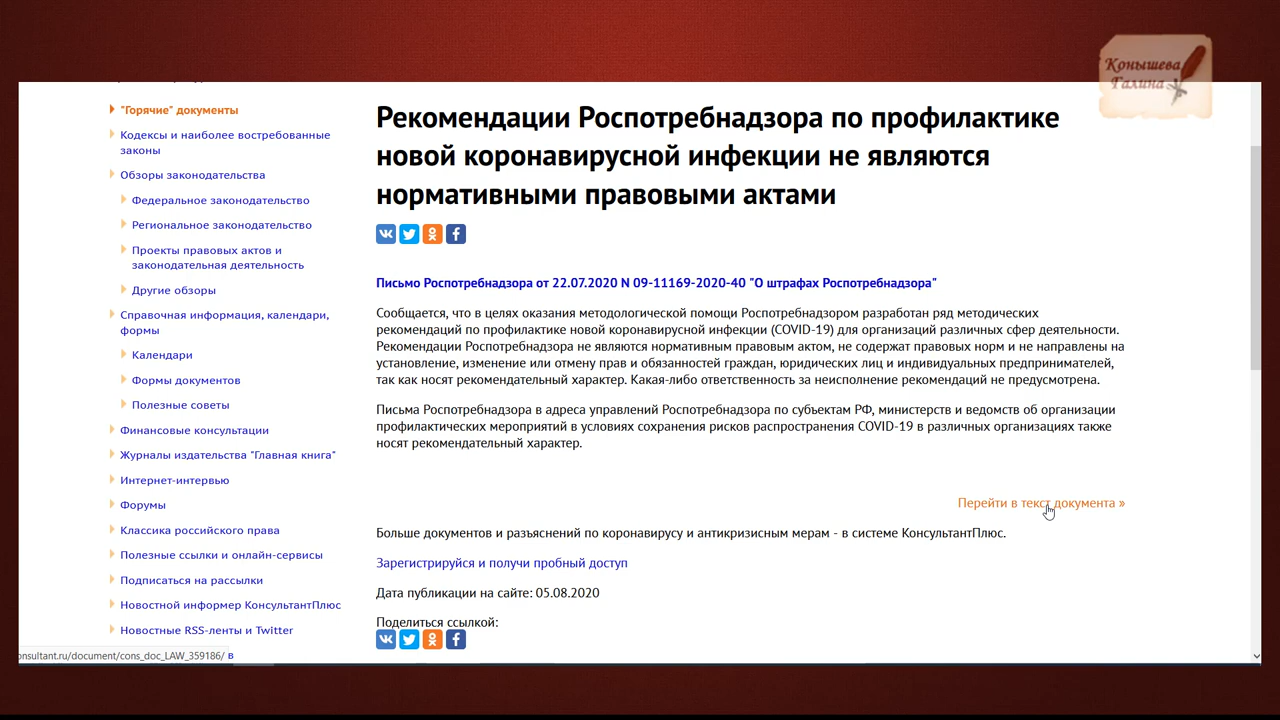 Конышева
Галина
"Горячие" документы
Кодексы и наиболее востребованные
законы
Обзоры законодательства
Федеральное законодательство
Региональное законодательство
Проекты правовых актов и
законодательная деятельность
Другие обзоры
Справочная информация, календари,
формы
Календари
Формы документов
Полезные советы
Финансовые консультации
Журналы издательства "Главная книга"
Интернет-интервью
Форумы
Классика российского права
Полезные ссылки и онлайн-сервисы
Подписаться на рассылки
Новостной информер КонсультантПлюс
Новостные RSS-ленты и Twitter
Рекомендации Роспотребнадзора по профилактике
новой коронавирусной инфекции не являются
нормативными правовыми актами
Письмо Роспотребнадзора от 22.07.2020 N 09-11169-2020-40 "О штрафах Роспотребнадзора"
Сообщается, что в целях оказания методологической помощи Роспотребнадзором разработан ряд методических
рекомендаций по профилактике новой коронавирусной инфекции (COVID-19) для организаций различных сфер деятельности.
Рекомендации Роспотребнадзора не являются нормативным правовым актом, не содержат правовых норм и не направлены на
установление, изменение или отмену прав и обязанностей граждан, юридических лиц и индивидуальных предпринимателей,
так как носят рекомендательный характер. Какая-либо ответственность за неисполнение рекомендаций не предусмотрена.
Письма Роспотребнадзора в адреса управлений Роспотребнадзора по субъектам РФ, министерств и ведомств об организации
профилактических мероприятий в условиях сохранения рисков распространения COVID-19 в различных организациях также
носят рекомендательный характер.
Перейти в текст документа »
Больше документов и разъяснений по коронавирусу и антикризисным мерам - в системе КонсультантПлюс.
Зарегистрируйся и получи пробный доступ
Дата публикации на сайте: 05.08.2020
Поделиться ссылкой:
onsultant.ru/document/cons_doc_LAW_359186/ в